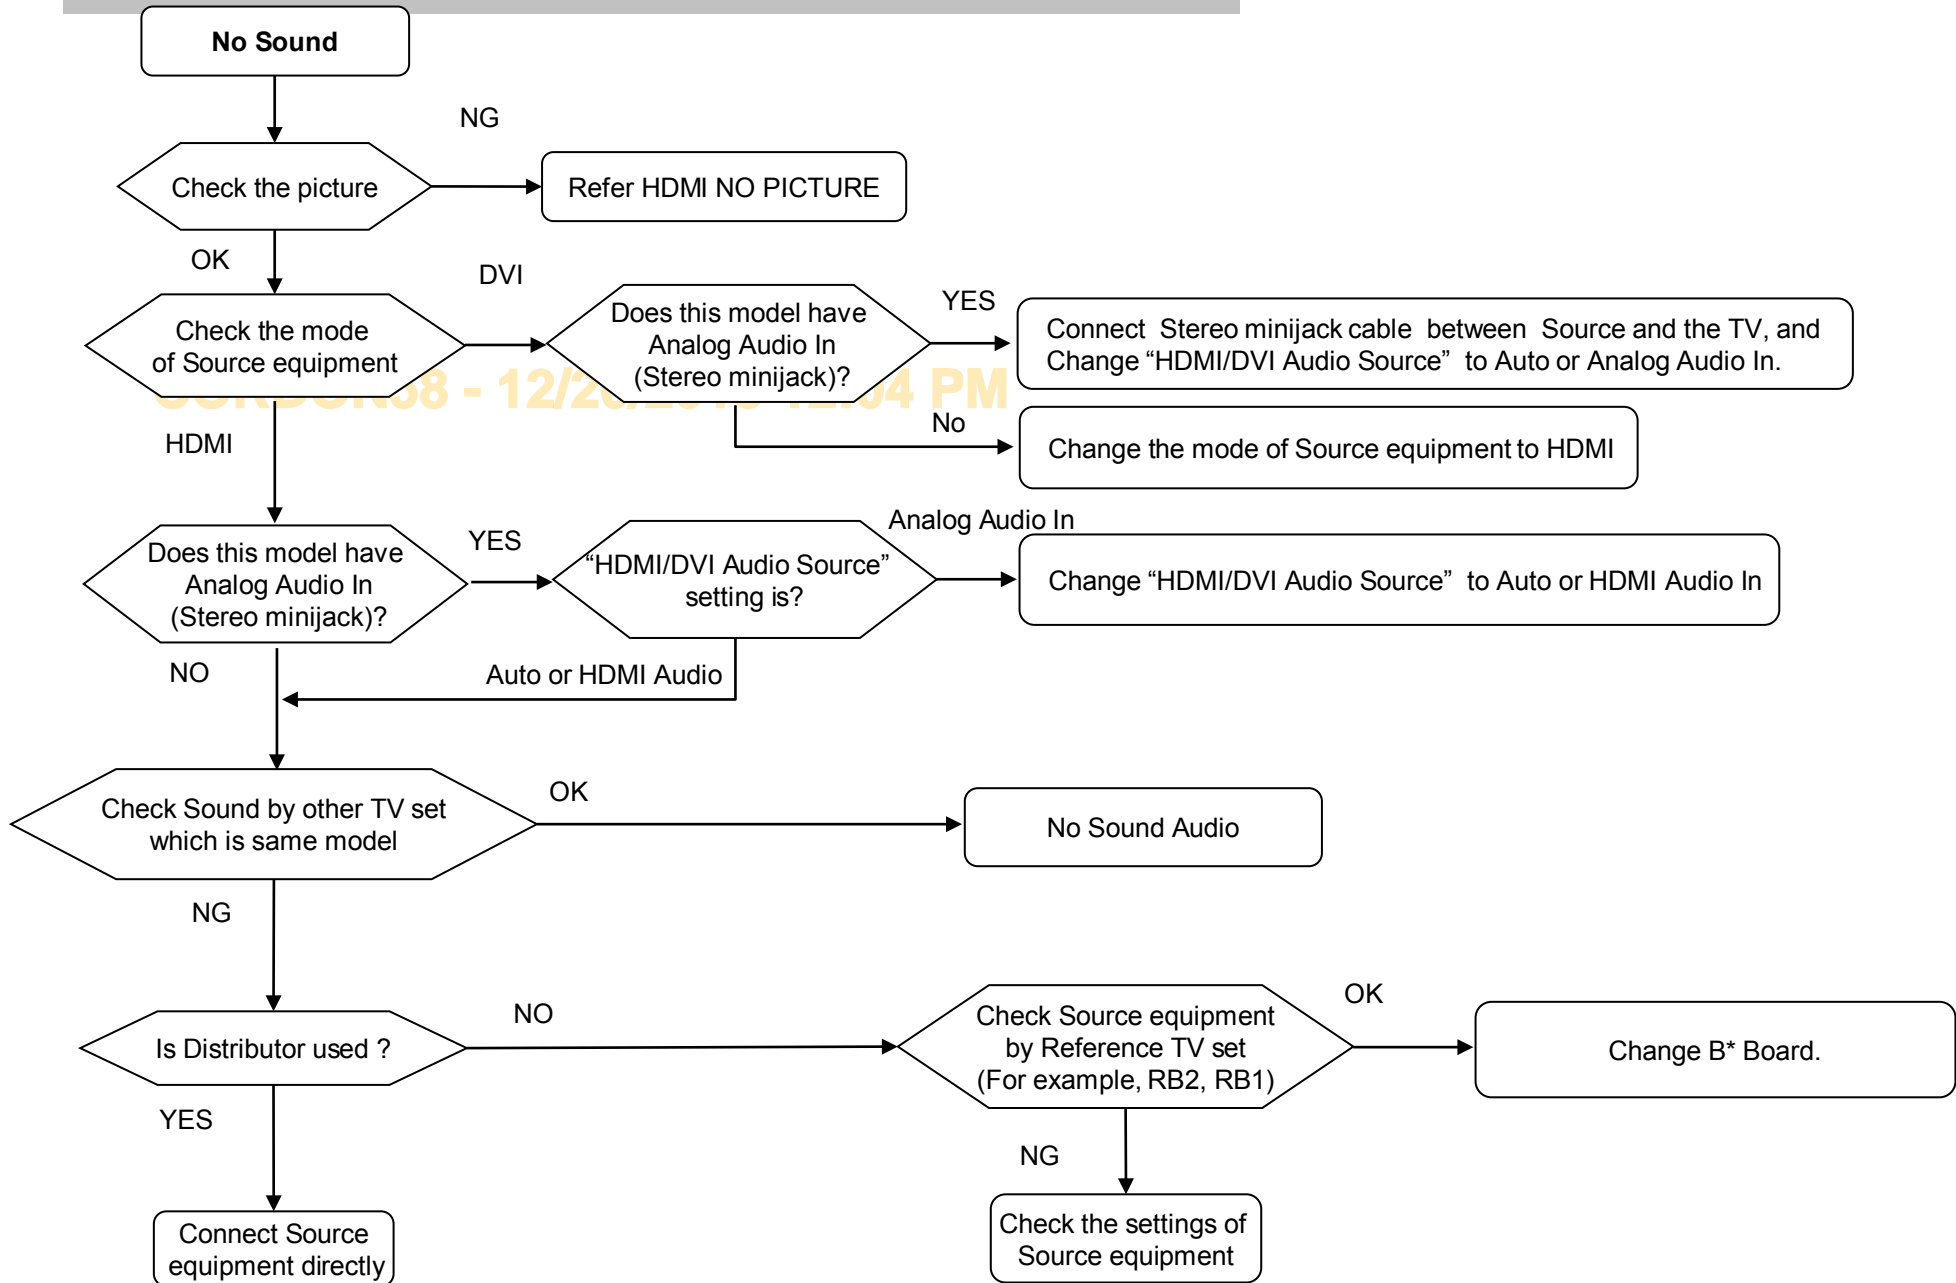 No Sound
NG
Check the picture
Refer HDMI NO PICTURE
OK
DVI
Check the mode
of Source equipment
Does this model have
Analog Audio In
(Stereo minijack)?
YES
Connect Stereo minijack cable between Source and the TV, and
Change “HDMI/DVI Audio Source” to Auto or Analog Audio In.
- 12/2
PM
No
Change the mode of Source equipment to HDMI
HDMI
Does this model have
Analog Audio In
(Stereo minijack)?
YES
“HDMI/DVI Audio Source”
setting is?
Analog Audio In
Change “HDMI/DVI Audio Source” to Auto or HDMI Audio In
NO
Auto or HDMI Audio
Check Sound by other TV set
which is same model
OK
No Sound Audio
NG
Is Distributor used ?
NO
Check Source equipment
by Reference TV set
(For example, RB2, RB1)
OK
Change B* Board.
YES
NG
Connect Source
equipment directly
Check the settings of
Source equipment